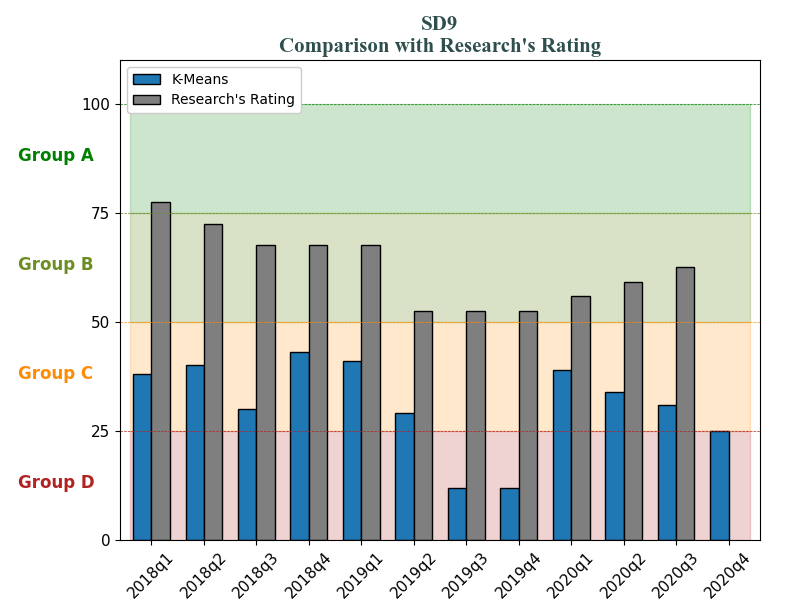 SD9
Comparison with Research's Rating
K-Means
Research's Rating
100
Group A
75
Group B
50
Group C
25
Group D
0
2018q1
2018q2
2018q3
2018q4
2019q1
2019q2
2019q3
2019q4
2020q1
2020q2
2020q3
2020q4